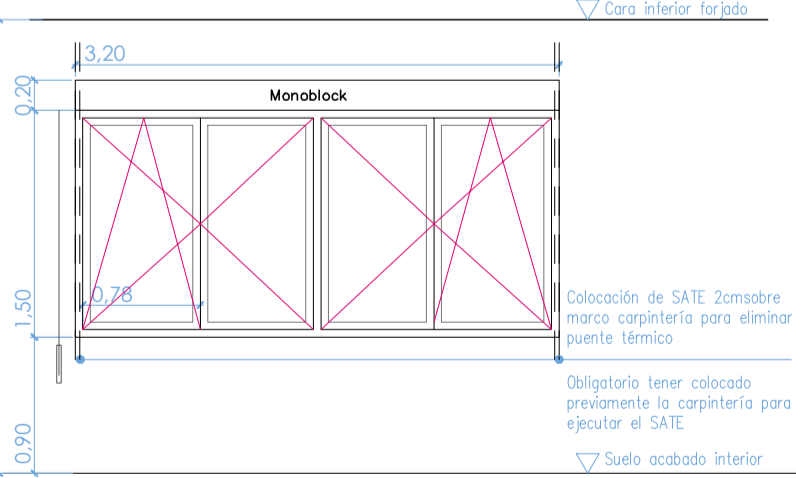 Cara inferior forjado
3,20
0,20
Monoblock
0,78
1,50
Colocación de SATE 2cmsobre
marco carpintería para eliminar
puente térmico
Obligatorio tener colocado
previamente la carpintería para
ejecutar el SATE
0,90
Suelo acabado interior